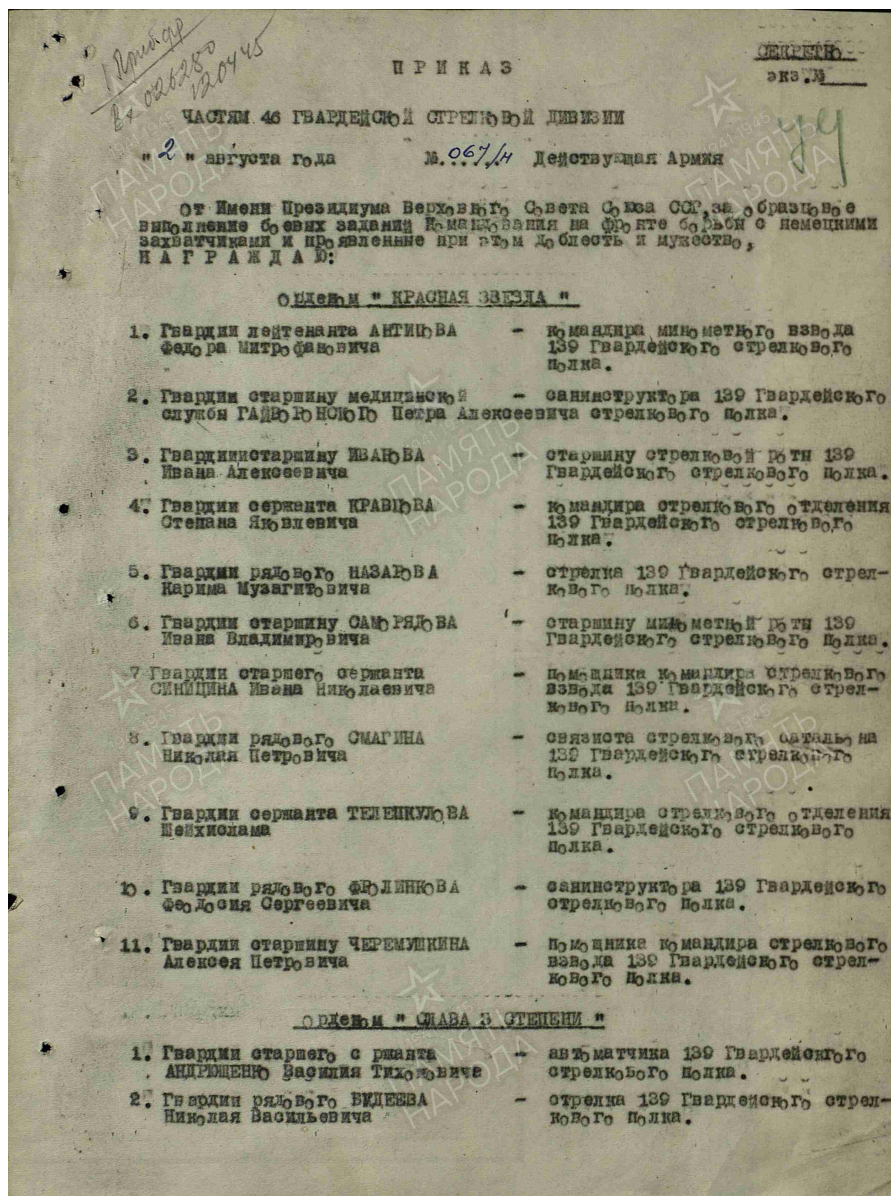 Вх 026280
120445
СЕКРЕТНО
экз.№
ПРИКАЗ
ЧАСТЯМ 46 ГВАРДЕЙСКОЙ СТРЕЛКОВОЙ ДИВИЗИИ
"2" августа года №.067/н Действующая Армия
От Имени Президиума Верховного Совета Союза ССР, за образцовое
выполнение боевых заданий Командования на фронте борьбы с немецкими
захватчиками и проявленные при этом доблесть и мужество,
НАГРАЖДАЮ:
орденом " КРАСНАЯ ЗВЕЗДА "
1. Гвардии лейтенанта АНТИПОВА - командира минометного взвода
Федора Митрофановича 139 Гвардейского стрелкового
полка.
2. Гвардии старшину медицинской - санинструктора 139 Гвардейского
службы ГАЙВОРОНСКОГО Петра Алексеевича стрелкового полка.
3. Гвардииистаршину ИВАНОВА - старшину стрелковой роты 139
Ивана Алексеевича Гвардейского стрелкового полка.
4. Гвардии сержанта КРАВЦОВА - командира стрелкового отделения
Степана Яковлевича 139 Гвардейского стрелкового
полка.
5. Гвардии рядового НАЗАРОВА - стрелка 139 Гвардейского стрел-
Карима Музагитовича кового полка.
6. Гвардии старшину САМОРЯДОВА - старшину минометной роты 139
Ивана Владимировича Гвардейского стрелкового полка.
7 Гвардии старшего сержанта - помощника командира стрелкового
СИНИЦИНА Ивана Николаевича взвода 139 Гвардейского стрел-
кового полка.
8. Гвардии рядового СМАГИНА - связиста стрелкового батальона
Николая Петровича 139 Гвардейского стрелкового
полка.
9. Гвардии сержанта ТЕЛЕПКУЛОВА - командира стрелкового отделения
Шейхислама 139 Гвардейского стрелкового
полка.
10. Гвардии рядового ФРОЛЕНКОВА - санинструктора 139 Гвардейского
Феодосия Сергеевича стрелкового полка.
11. Гвардии старшину ЧЕРЕМУШКИНА - помощника командира стрелкового
Алексея Петровича взвода 139 Гвардейского стрел-
кового полка.
орденом " СЛАВА 3 СТЕПЕНИ "
1. Гвардии старшего с ржанта - автоматчика 139 Гвардейскгого
АНДРЮЩЕНКО Василия Тихоновича стрелкового полка.
2. Гвардии рядового БИДЕЕВА - стрелка 139 Гвардейского стрел-
Николая Васильевича кового полка.